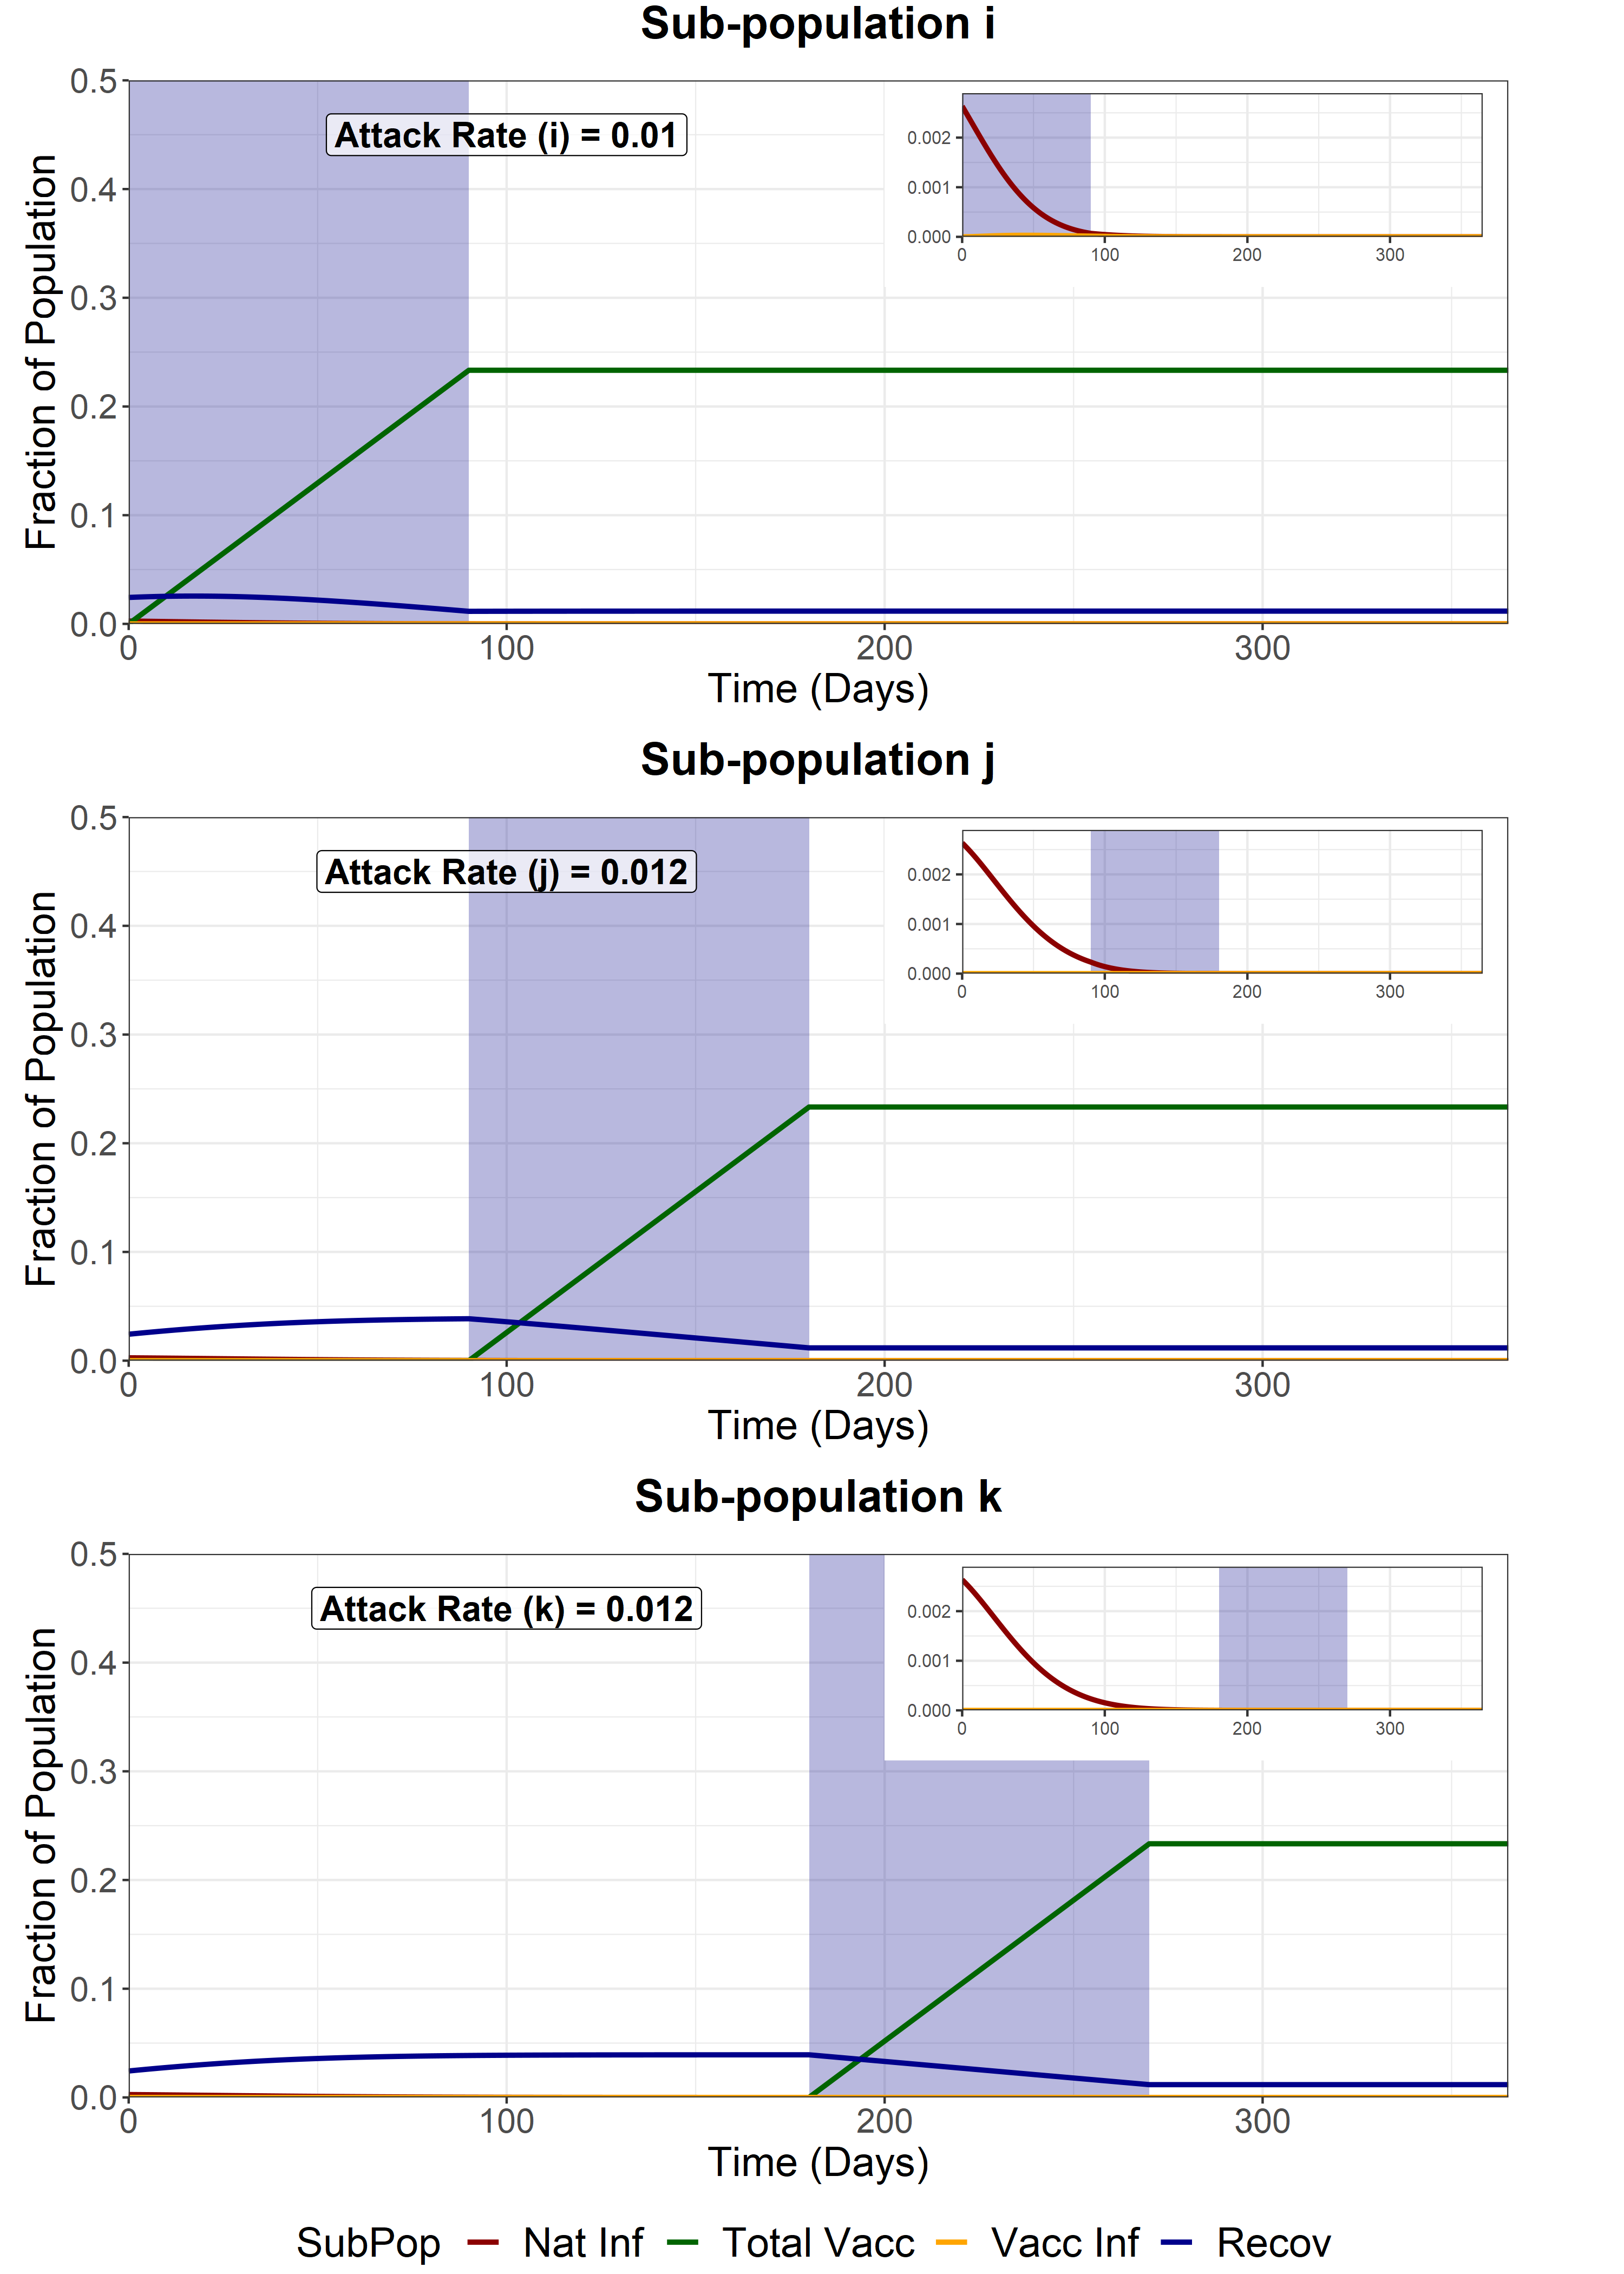 Sub-population i
Fraction of Population
0.5
0.4
0.3
0.2
0.1
0.0
Attack Rate (i) = 0.01
0.002
0.001
0.000
0 100 200 300
0 100 200 300
Time (Days)
Sub-population j
Fraction of Population
0.5
0.4
0.3
0.2
0.1
0.0
Attack Rate (j) = 0.012
0.002
0.001
0.000
0 100 200 300
0 100 200 300
Time (Days)
Sub-population k
Fraction of Population
0.5
0.4
0.3
0.2
0.1
0.0
Attack Rate (k) = 0.012
0.002
0.001
0.000
0 100 200 300
0 100 200 300
Time (Days)
SubPop Nat Inf Total Vacc Vacc Inf Recov